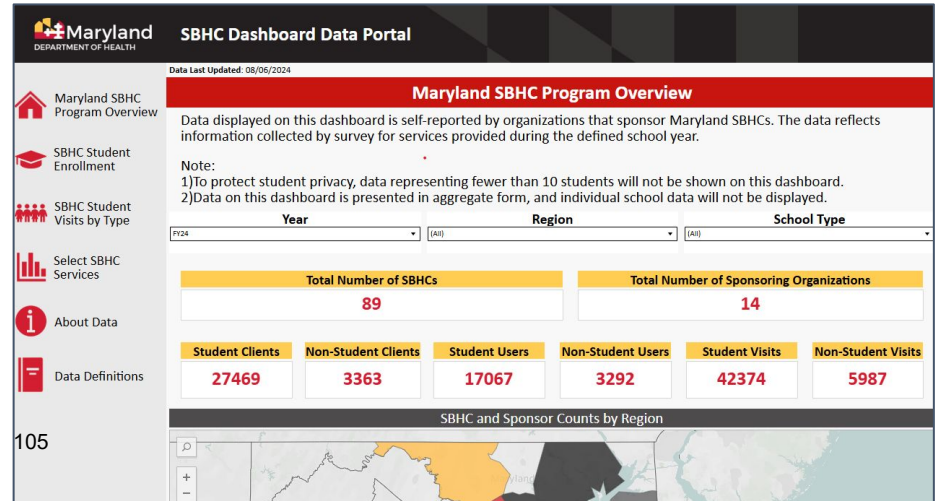 Maryland
DEPARTMENT OF HEALTH
SBHC Dashboard Data Portal
Data Last Updated: 08/06/2024
Maryland SBHC
Program Overview
SBHC Student
Enrollment
SBHC Student
Visits by Type
Select SBHC
Services
About Data
Data Definitions
105
Maryland SBHC Program Overview
Data displayed on this dashboard is self-reported by organizations that sponsor Maryland SBHCs. The data reflects
information collected by survey for services provided during the defined school year.
Note:
1)To protect student privacy, data representing fewer than 10 students will not be shown on this dashboard.
2)Data on this dashboard is presented in aggregate form, and individual school data will not be displayed.
Year Region School Type
FY24 (All) (All)
Total Number of SBHCs Total Number of Sponsoring Organizations
89 14
Student Clients Non-Student Clients Student Users Non-Student Users Student Visits Non-Student Visits
27469 3363 17067 3292 42374 5987
SBHC and Sponsor Counts by Region
+
−